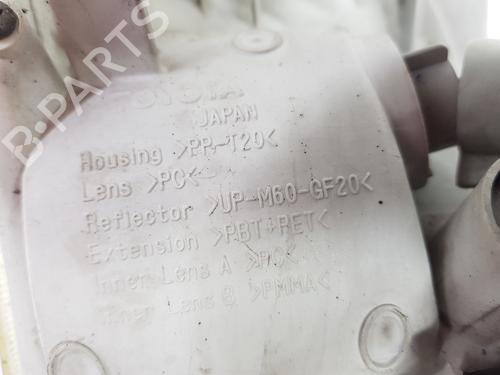 JAPAN
Housing >PP-T20<
Lens >PC<
Reflector >UP-M60-GF20<
Extension >PBT+PET<
Inner Lens A >PC<
Inner Lens B >PMMA<
B-PARTS